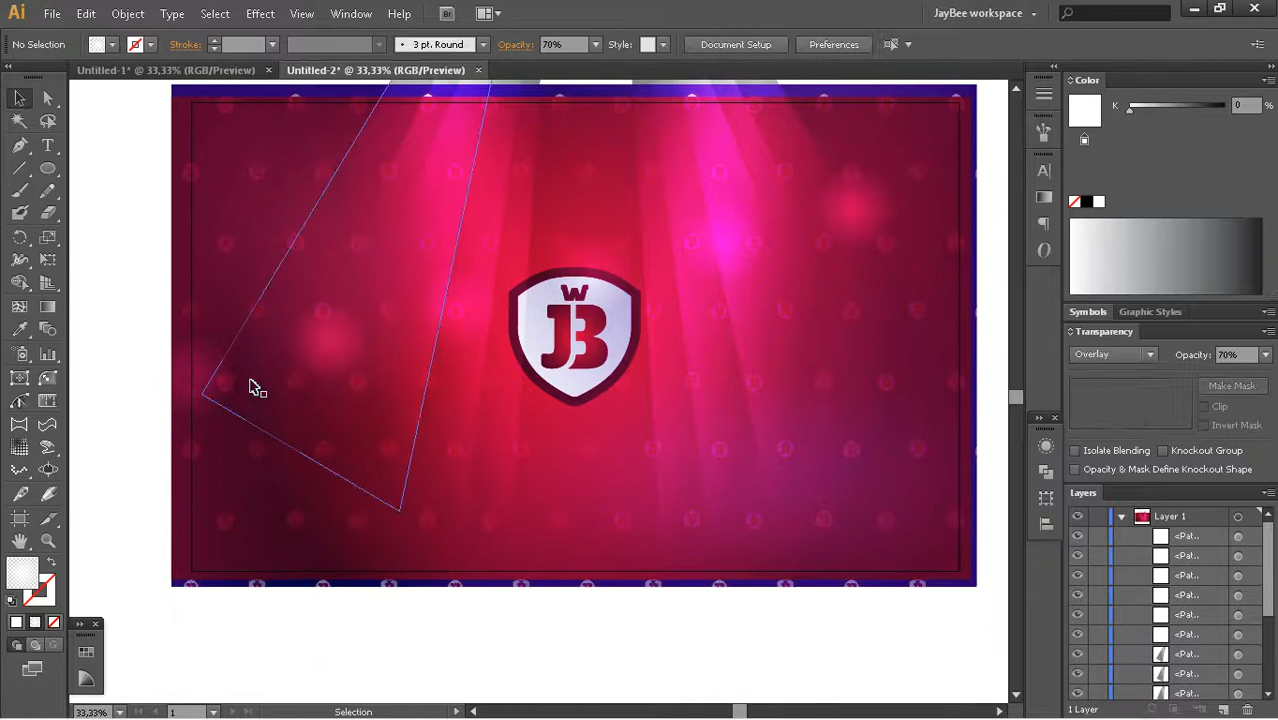 Ai File Edit Object Type Select Effect View Window Help Br JayBee workspace
No Selection Stroke: 3 pt. Round Opacity: 70% Style: Document Setup Preferences
Untitled-1* @ 33,33% (RGB/Preview) × Untitled-2* @ 33,33% (RGB/Preview) ×
Color
K 0 %
W
JB
Symbols Graphic Styles
Transparency
Overlay Opacity: 70%
Make Mask
Clip
Invert Mask
Isolate Blending Knockout Group
Opacity & Mask Define Knockout Shape
Layers
Layer 1
<Pat..
<Pat..
<Pat..
<Pat..
<Pat..
<Pat..
<Pat..
<Pat..
<Pat..
1 Layer
33,33% 1 Selection